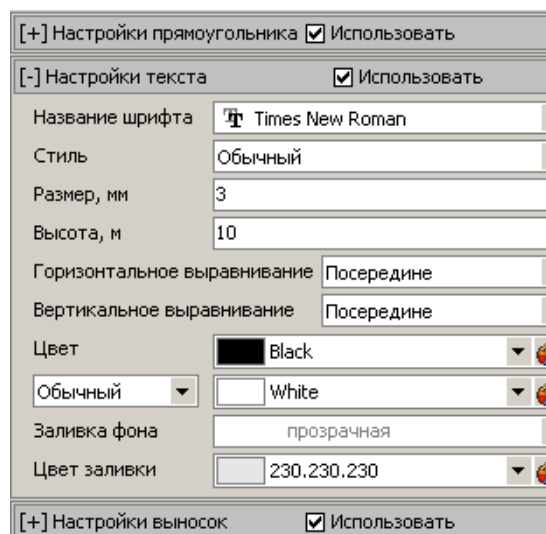 [+] Настройки прямоугольника Использовать
[-] Настройки текста Использовать
Название шрифта Times New Roman
Стиль Обычный
Размер, мм 3
Высота, м 10
Горизонтальное выравнивание Посередине
Вертикальное выравнивание Посередине
Цвет Black
Обычный White
Заливка фона прозрачная
Цвет заливки 230.230.230
[+] Настройки выносок Использовать